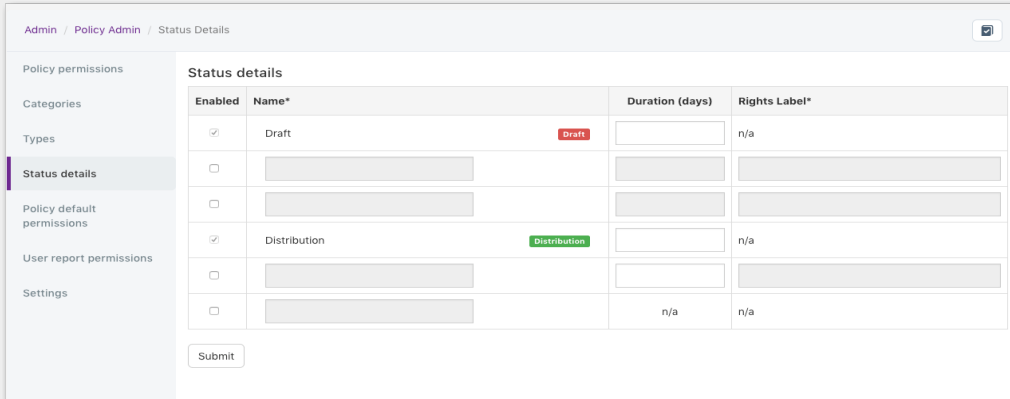 Admin / Policy Admin / Status Details
Policy permissions
Categories
Types
Status details
Policy default
permissions
User report permissions
Settings
Status details
Enabled Name* Duration (days) Rights Label*
Draft Draft n/a
Distribution Distribution n/a
n/a n/a
Submit